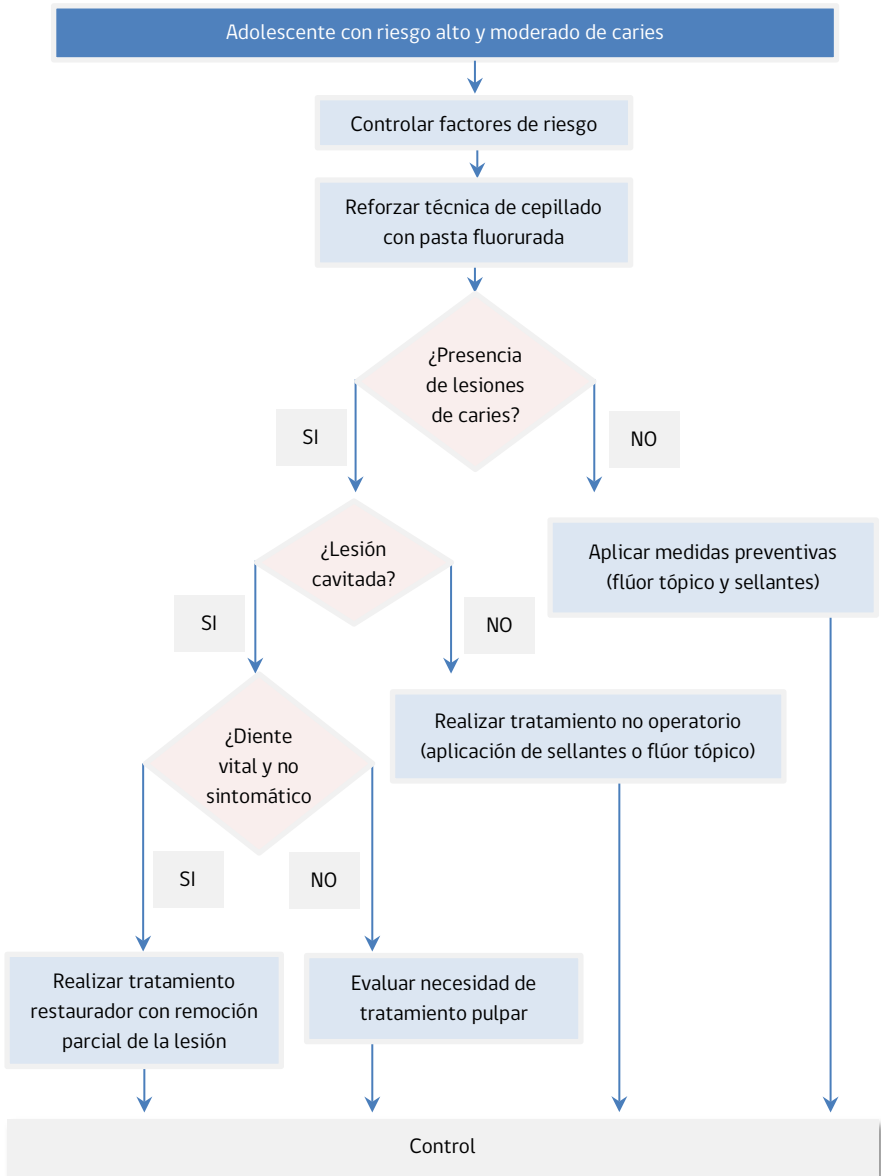 Adolescente con riesgo alto y moderado de caries
Controlar factores de riesgo
Reforzar técnica de cepillado
con pasta fluorurada
¿Presencia
de lesiones
de caries?
SI
NO
¿Lesión
cavitada?
Aplicar medidas preventivas
(flúor tópico y sellantes)
SI
NO
¿Diente
vital y no
sintomático
Realizar tratamiento no operatorio
(aplicación de sellantes o flúor tópico)
SI
NO
Realizar tratamiento
restaurador con remoción
parcial de la lesión
Evaluar necesidad de
tratamiento pulpar
Control